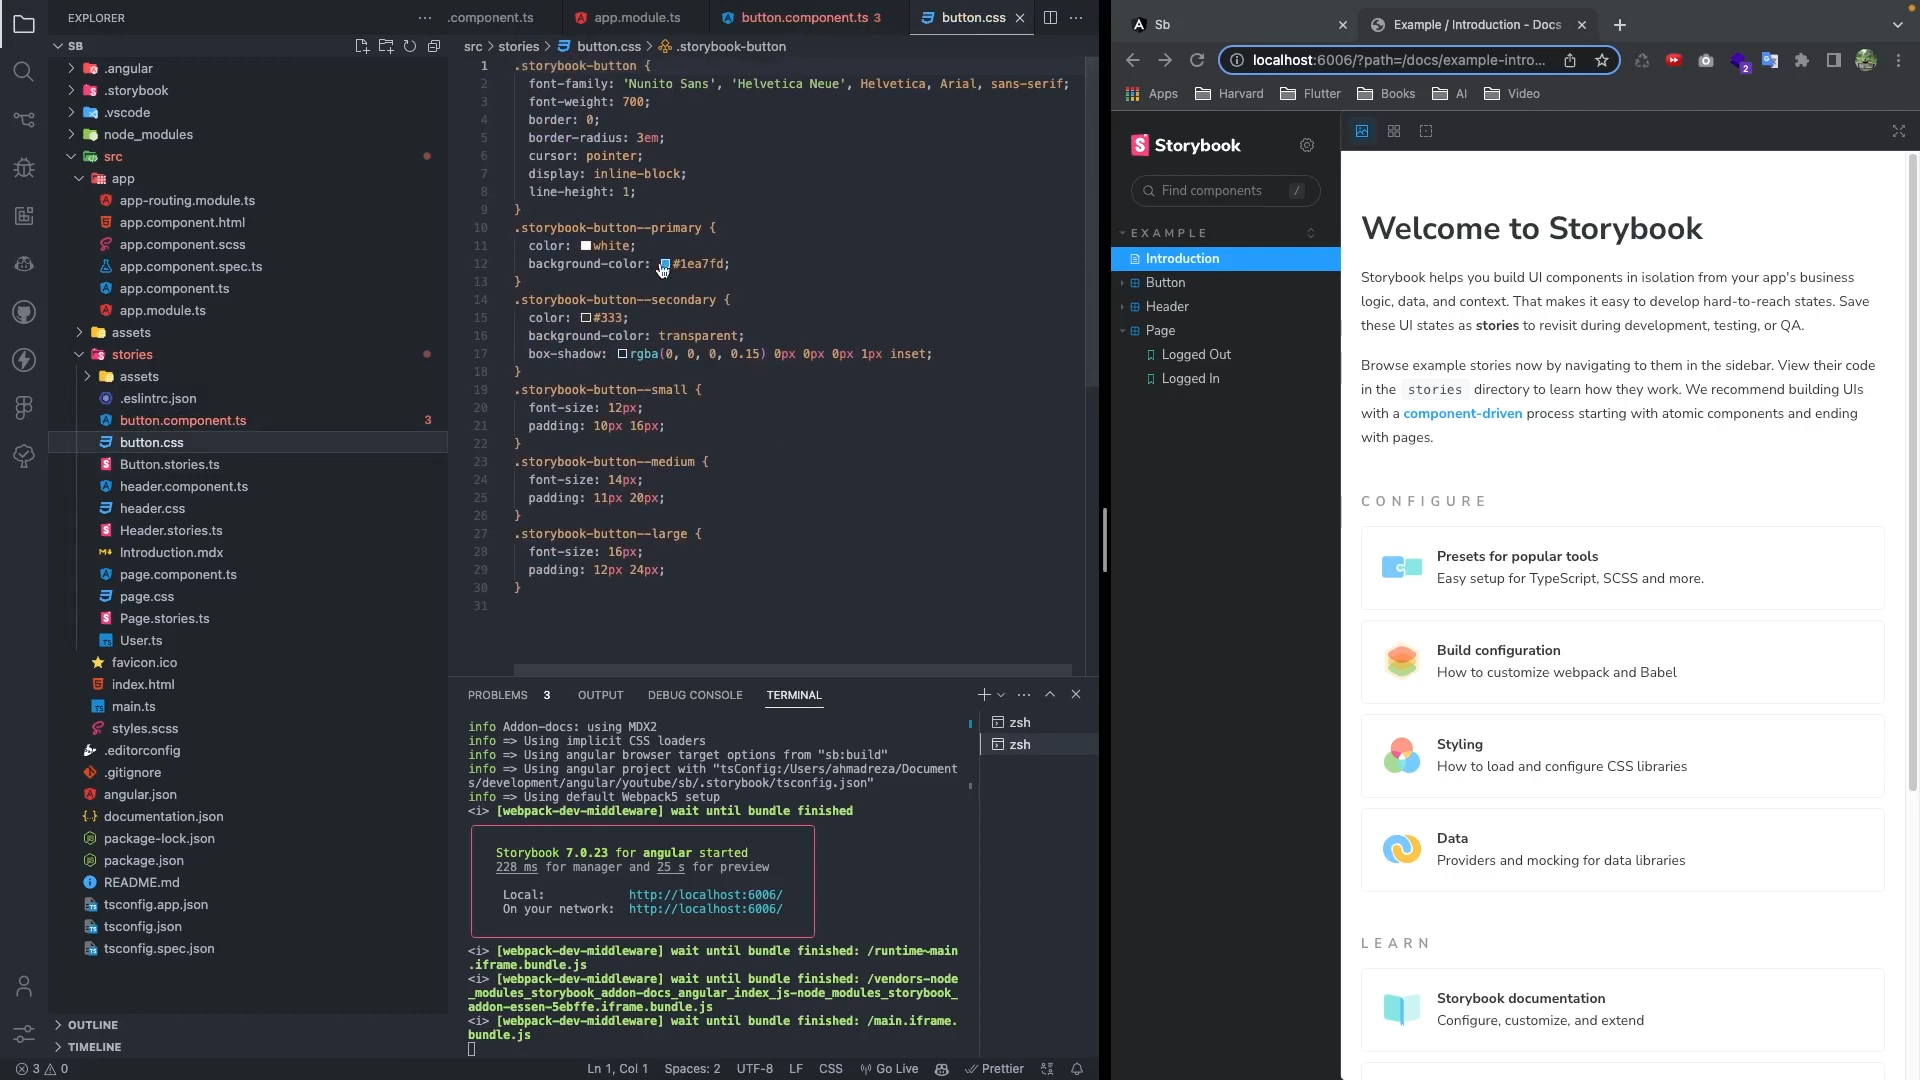 EXPLORER
SB
.angular
.storybook
.vscode
node_modules
src
app
app-routing.module.ts
app.component.html
app.component.scss
app.component.spec.ts
app.component.ts
app.module.ts
assets
stories
assets
.eslintrc.json
button.component.ts 3
button.css
Button.stories.ts
header.component.ts
header.css
Header.stories.ts
Introduction.mdx
page.component.ts
page.css
Page.stories.ts
User.ts
favicon.ico
index.html
main.ts
styles.scss
.editorconfig
.gitignore
angular.json
documentation.json
package-lock.json
package.json
README.md
tsconfig.app.json
tsconfig.json
tsconfig.spec.json
OUTLINE
TIMELINE
.component.ts
app.module.ts
button.component.ts 3
button.css
src > stories > button.css > .storybook-button
1 .storybook-button {
2 font-family: 'Nunito Sans', 'Helvetica Neue', Helvetica, Arial, sans-serif;
3 font-weight: 700;
4 border: 0;
5 border-radius: 3em;
6 cursor: pointer;
7 display: inline-block;
8 line-height: 1;
9 }
10 .storybook-button--primary {
11 color: white;
12 background-color: #1ea7fd;
13 }
14 .storybook-button--secondary {
15 color: #333;
16 background-color: transparent;
17 box-shadow: rgba(0, 0, 0, 0.15) 0px 0px 0px 1px inset;
18 }
19 .storybook-button--small {
20 font-size: 12px;
21 padding: 10px 16px;
22 }
23 .storybook-button--medium {
24 font-size: 14px;
25 padding: 11px 20px;
26 }
27 .storybook-button--large {
28 font-size: 16px;
29 padding: 12px 24px;
30 }
31
PROBLEMS 3 OUTPUT DEBUG CONSOLE TERMINAL
zsh
zsh
info Addon-docs: using MDX2
info => Using implicit CSS loaders
info => Using angular browser target options from "sb:build"
info => Using angular project with "tsConfig:/Users/ahmadreza/Document
s/development/angular/youtube/sb/.storybook/tsconfig.json"
info => Using default Webpack5 setup
<i> [webpack-dev-middleware] wait until bundle finished
Storybook 7.0.23 for angular started
228 ms for manager and 25 s for preview
Local: http://localhost:6006/
On your network: http://localhost:6006/
<i> [webpack-dev-middleware] wait until bundle finished: /runtime~main
.iframe.bundle.js
<i> [webpack-dev-middleware] wait until bundle finished: /vendors-node
_modules_storybook_addon-docs_angular_index_js-node_modules_storybook_
addon-essen-5ebffe.iframe.bundle.js
<i> [webpack-dev-middleware] wait until bundle finished: /main.iframe.
bundle.js
3 0
Ln 1, Col 1 Spaces: 2 UTF-8 LF CSS Go Live Prettier
Sb
Example / Introduction - Docs
localhost:6006/?path=/docs/example-intro...
2
Apps Harvard Flutter Books AI Video
Storybook
Find components /
EXAMPLE
Introduction
Button
Header
Page
Logged Out
Logged In
Welcome to Storybook
Storybook helps you build UI components in isolation from your app's business
logic, data, and context. That makes it easy to develop hard-to-reach states. Save
these UI states as stories to revisit during development, testing, or QA.
Browse example stories now by navigating to them in the sidebar. View their code
in the stories directory to learn how they work. We recommend building UIs
with a component-driven process starting with atomic components and ending
with pages.
CONFIGURE
Presets for popular tools
Easy setup for TypeScript, SCSS and more.
Build configuration
How to customize webpack and Babel
Styling
How to load and configure CSS libraries
Data
Providers and mocking for data libraries
LEARN
Storybook documentation
Configure, customize, and extend